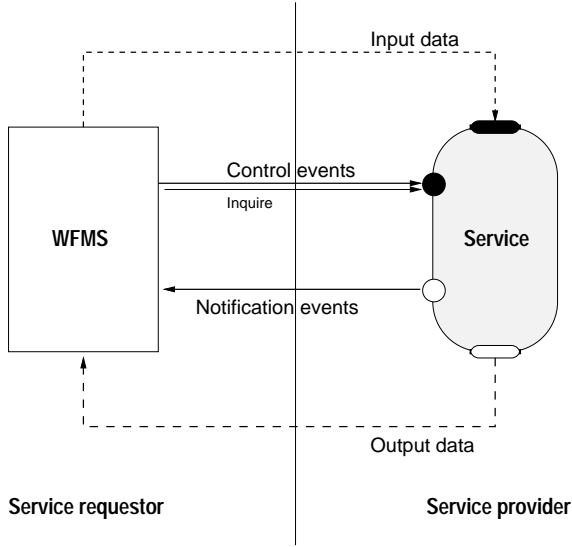 Input data
Control events
Inquire
WFMS
Service
Notification events
Output data
Service requestor
Service provider